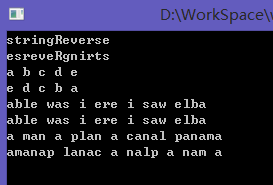 D:\WorkSpace\
stringReverse
esreveRgnirts
a b c d e
e d c b a
able was i ere i saw elba
able was i ere i saw elba
a man a plan a canal panama
amanap lanac a nalp a nam a